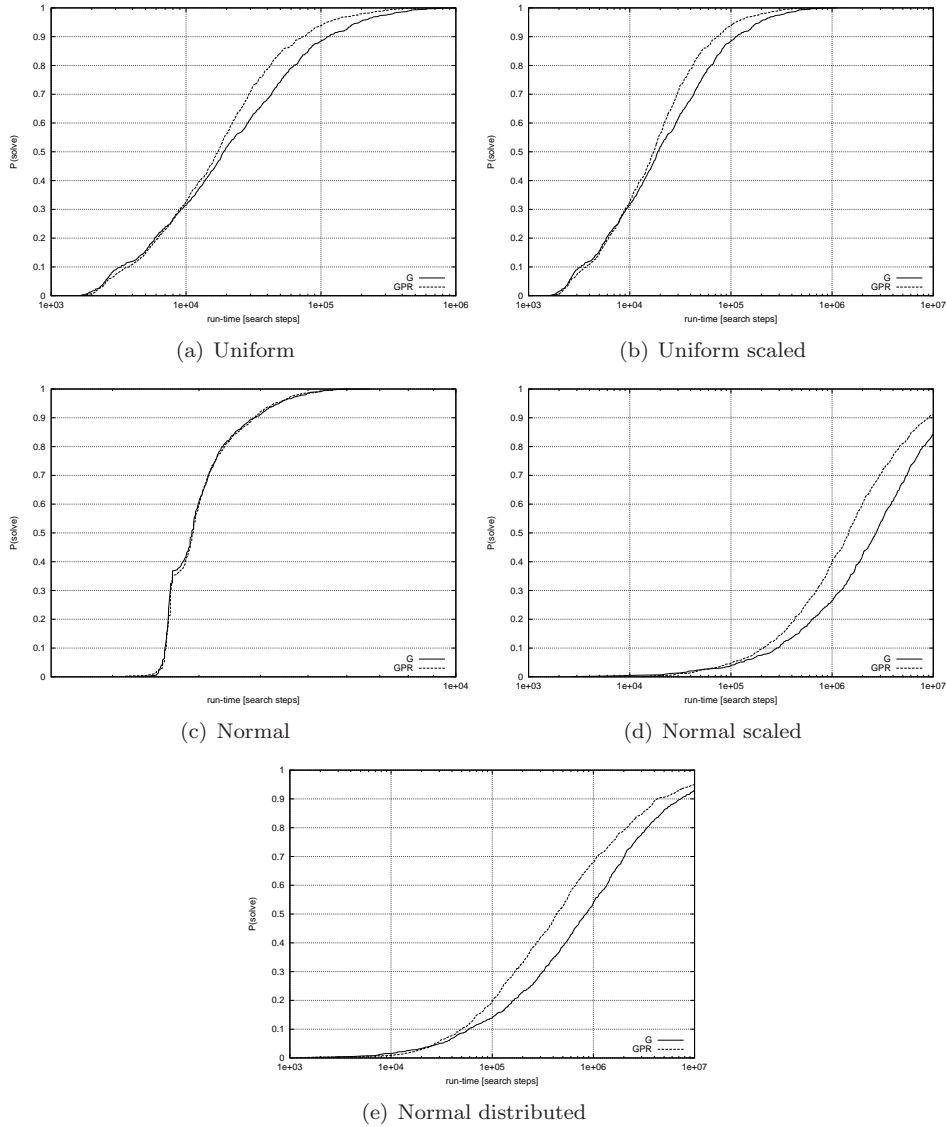 1
0.9
0.8
0.7
0.6
0.5
0.4
0.3
0.2
0.1
0
P(solve)
G
GPR
1e+03 1e+04 1e+05 1e+06
run-time [search steps]
(a) Uniform
1
0.9
0.8
0.7
0.6
0.5
0.4
0.3
0.2
0.1
0
P(solve)
G
GPR
1e+03 1e+04 1e+05 1e+06 1e+07
run-time [search steps]
(b) Uniform scaled
1
0.9
0.8
0.7
0.6
0.5
0.4
0.3
0.2
0.1
0
P(solve)
G
GPR
1e+04
run-time [search steps]
(c) Normal
1
0.9
0.8
0.7
0.6
0.5
0.4
0.3
0.2
0.1
0
P(solve)
G
GPR
1e+03 1e+04 1e+05 1e+06 1e+07
run-time [search steps]
(d) Normal scaled
1
0.9
0.8
0.7
0.6
0.5
0.4
0.3
0.2
0.1
0
P(solve)
G
GPR
1e+03 1e+04 1e+05 1e+06 1e+07
run-time [search steps]
(e) Normal distributed